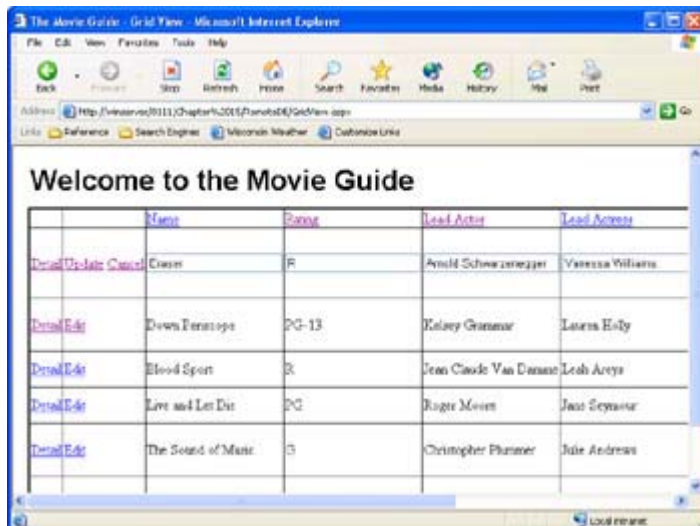 The Movie Guide - Grid View - Microsoft Internet Explorer
File Edit View Favorites Tools Help
Back Forward Stop Refresh Home Search Favorites Media History Mail Print
Address Go
Links Reference Search Engines Wisconsin Weather Customize Links
Welcome to the Movie Guide
Name Rating Lead Actor Lead Actress
Detail Update Cancel Eraser R Arnold Schwarzenegger Vanessa Williams
Detail Edit Down Periscope PG-13 Kelsey Grammar Lauren Holly
Detail Edit Blood Sport R Jean Claude Van Damme Leah Areys
Detail Edit Live and Let Die PG Roger Moore Jane Seymour
Detail Edit The Sound of Music G Christopher Plummer Julie Andrews
Local intranet